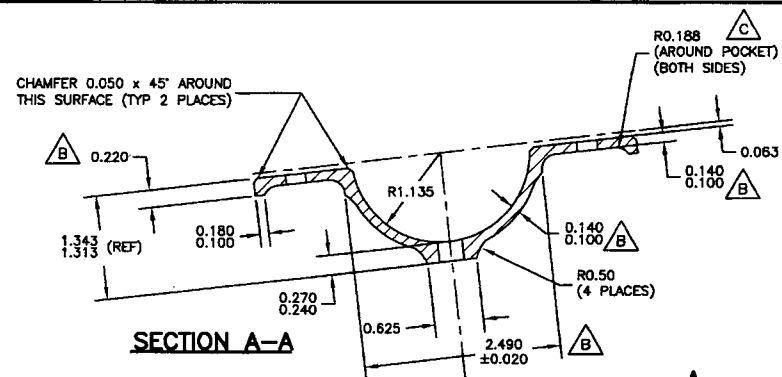 R0.188
(AROUND POCKET)
(BOTH SIDES)
C
CHAMFER 0.050 x 45° AROUND
THIS SURFACE (TYP 2 PLACES)
B 0.220
0.063
0.140
0.100
B
R1.135
1.343
1.313 (REF)
0.180
0.100
0.140
0.100 B
R0.50
(4 PLACES)
0.270
0.240
0.625
2.490
±0.020
B
SECTION A-A
A